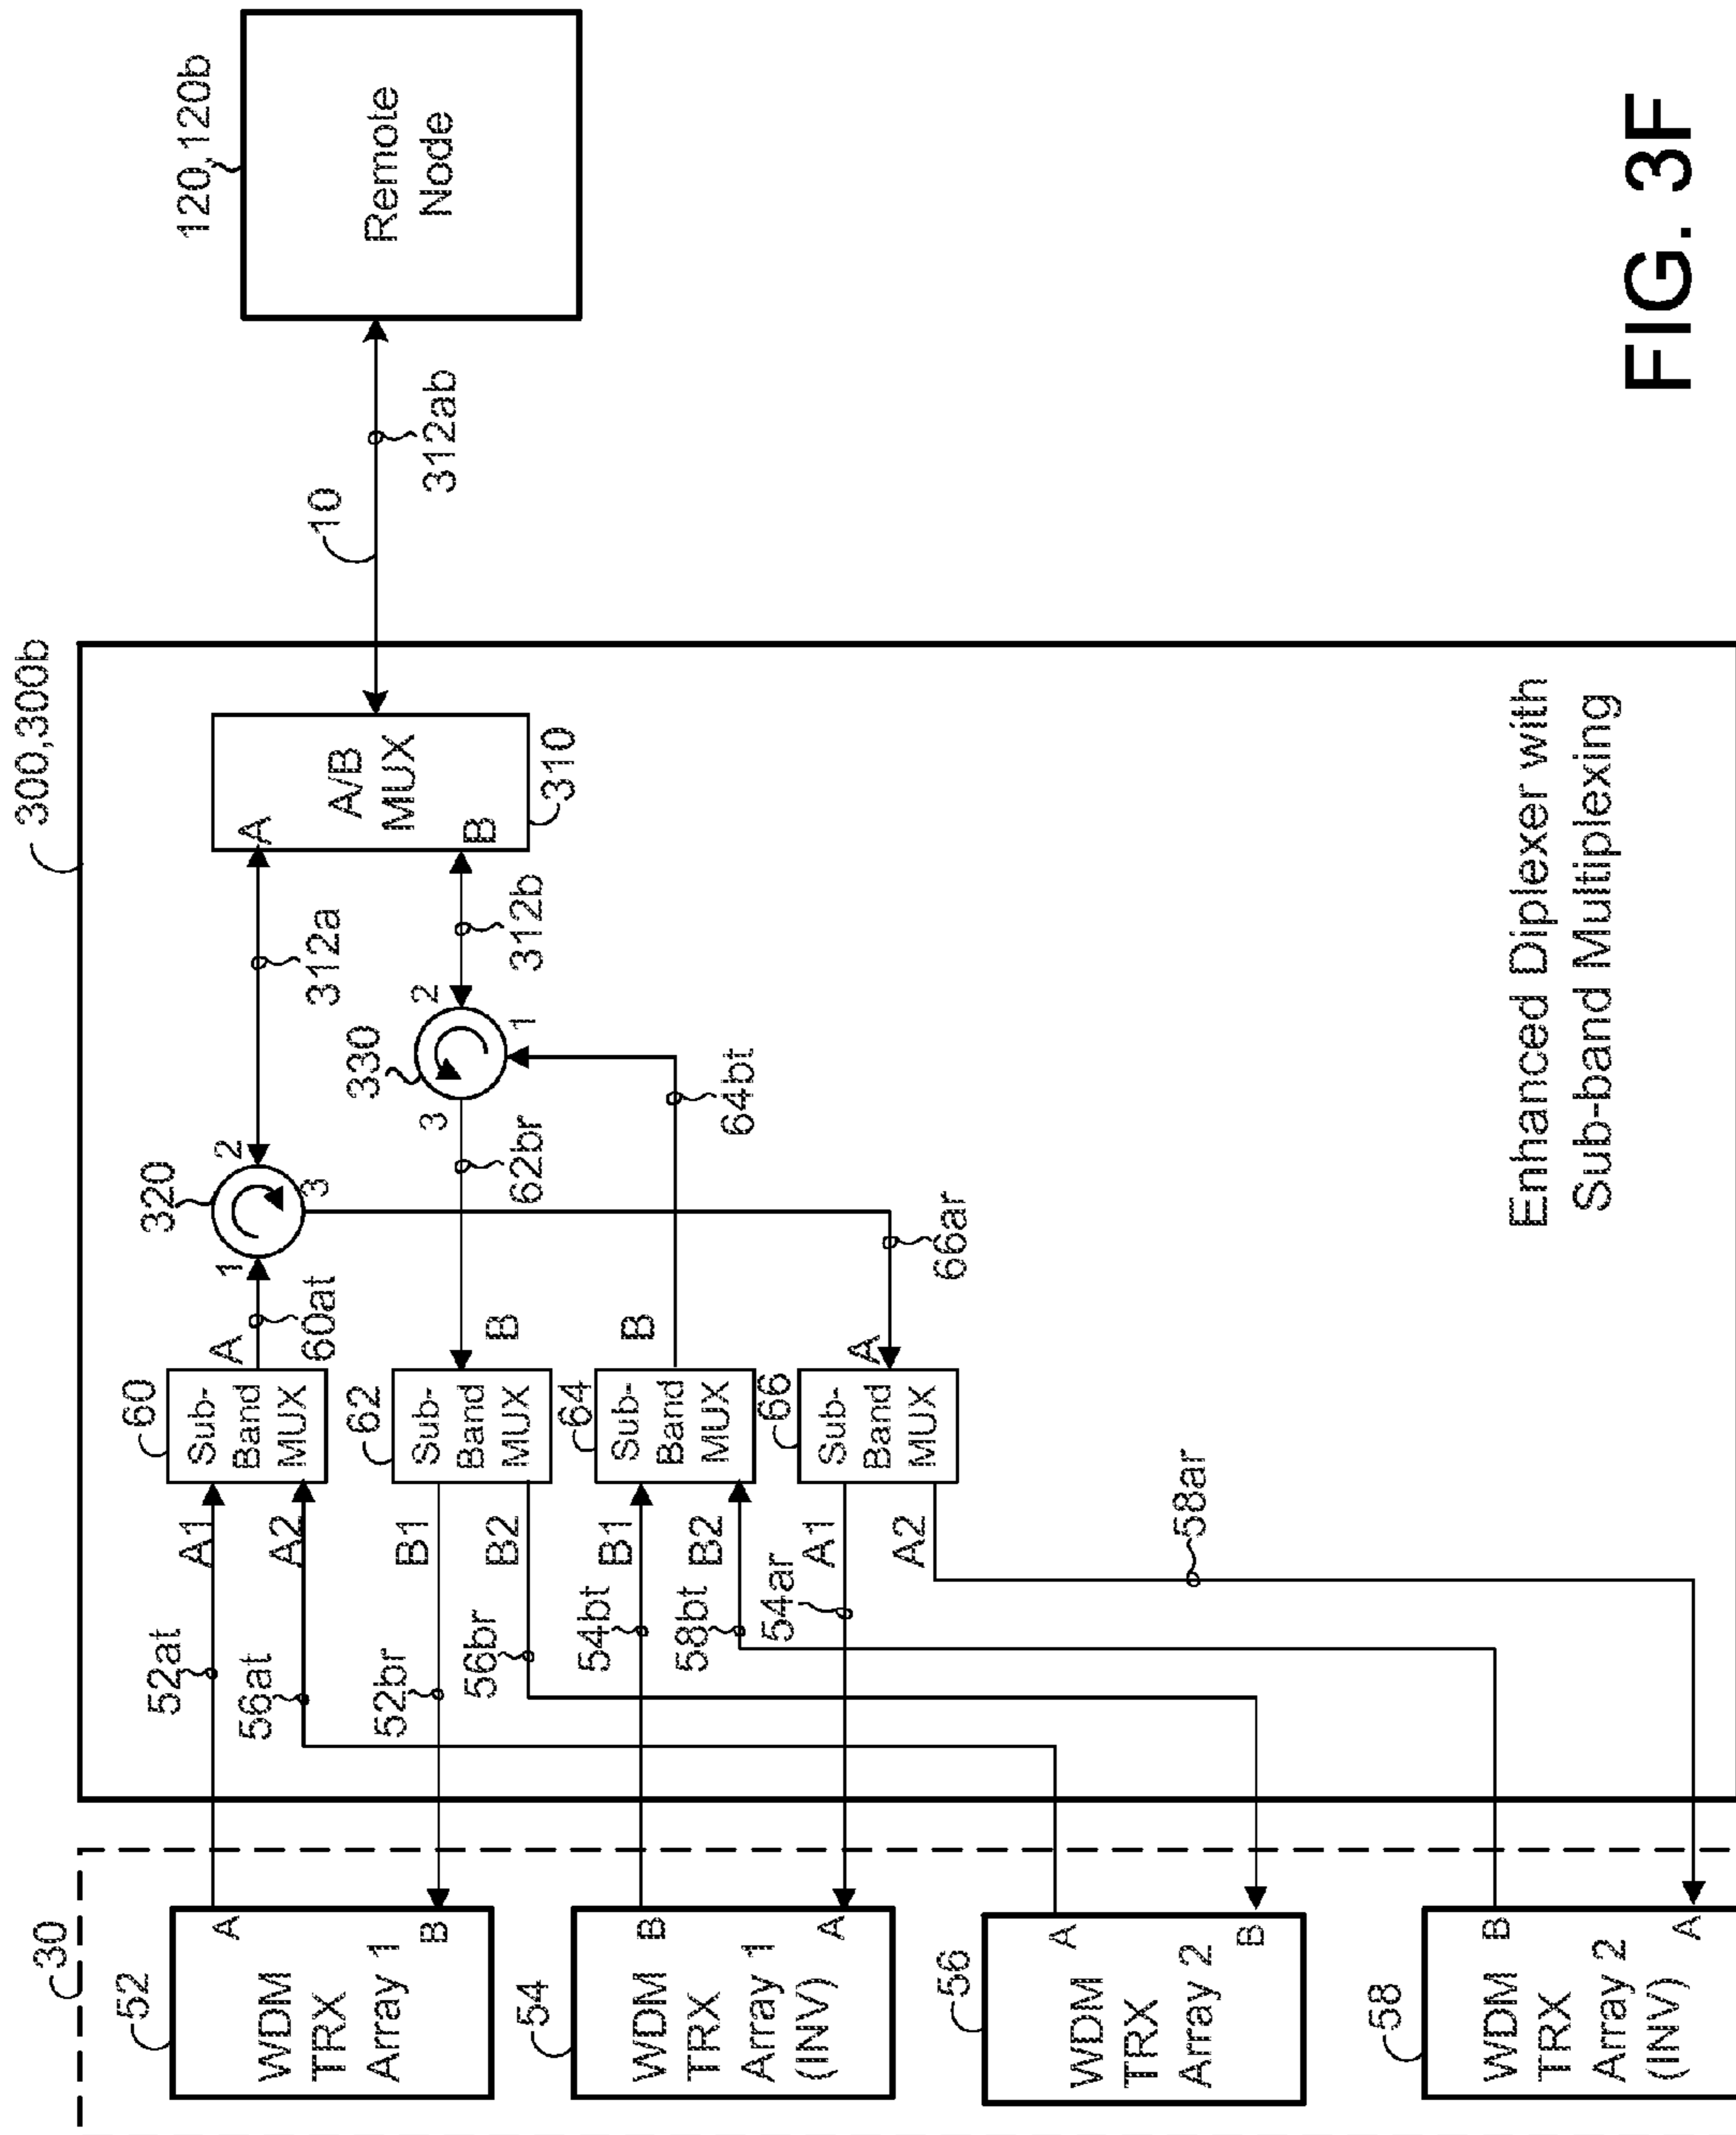 30
300,300b
52
WDM
TRX
Array 1
A
B
54
WDM
TRX
Array 1
(INV)
B
A
56
WDM
TRX
Array 2
A
B
58
WDM
TRX
Array 2
(INV)
B
A
52at
A1
56at
A2
52br
B1
56br
B2
54bt
B1
58bt
B2
54ar
A1
A2
58ar
60
Sub-
Band
MUX
A
60at
62
Sub-
Band
MUX
B
62br
64
Sub-
Band
MUX
B
64bt
66
Sub-
Band
MUX
A
66ar
320
1
2
3
330
3
2
1
312a
312b
A
A/B
MUX
B
310
10
312ab
120,120b
Remote
Node
Enhanced Diplexer with
Sub-band Multiplexing
FIG. 3F